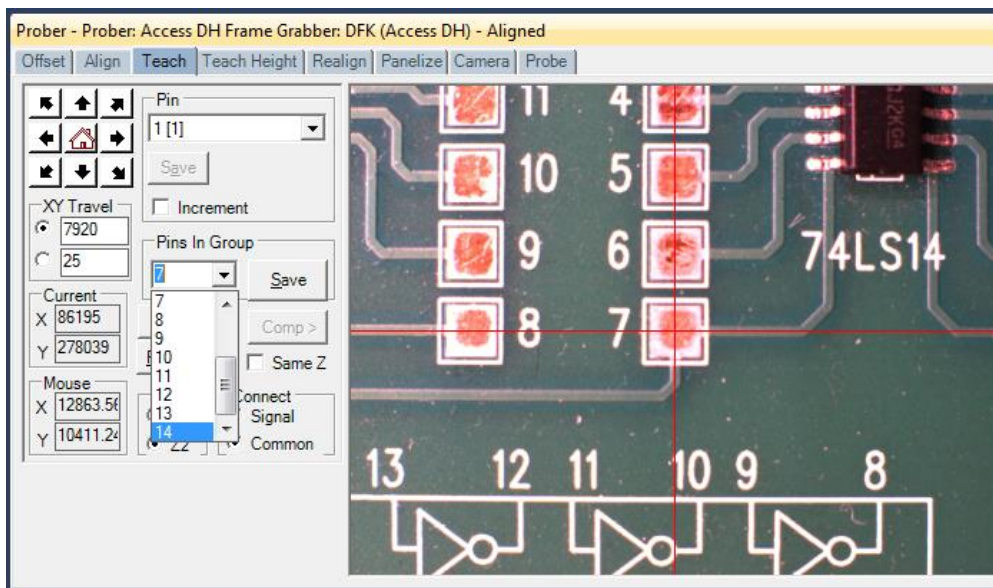 Prober - Prober: Access DH Frame Grabber: DFK (Access DH) - Aligned
Offset Align Teach Teach Height Realign Panelize Camera Probe
Pin
1 [1]
Save
Increment
XY Travel
7920
25
Pins In Group
7
Save
7
8
9
10
11
12
13
14
Comp >
Same Z
Current
X 86195
Y 278039
Mouse
X 12863.56
Y 10411.24
Connect
Signal
Z2
Common
11 4
10 5
9 6
8 7
74LS14
13 12 11 10 9 8